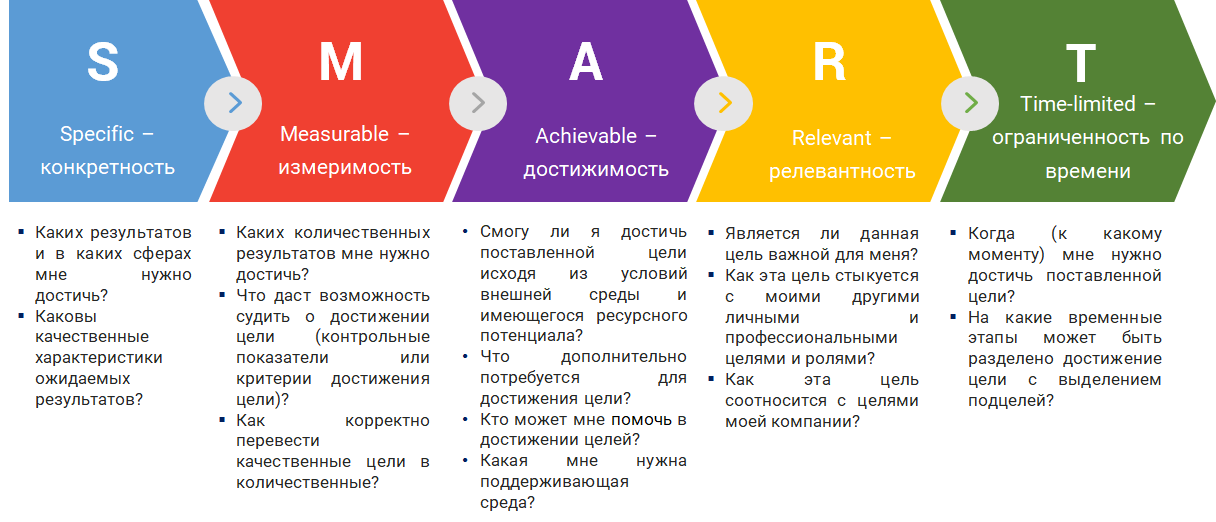 S
Specific –
конкретность
M
Measurable –
измеримость
A
Achievable –
достижимость
R
Relevant –
релевантность
T
Time-limited –
ограниченность по
времени
▪ Каких результатов
и в каких сферах
мне нужно
достичь?
▪ Каковы
качественные
характеристики
ожидаемых
результатов?
▪ Каких количественных
результатов мне нужно
достичь?
▪ Что даст возможность
судить о достижении
цели (контрольные
показатели или
критерии достижения
цели)?
▪ Как корректно
перевести
качественные цели в
количественные?
• Смогу ли я достичь
поставленной цели
исходя из условий
внешней среды и
имеющегося ресурсного
потенциала?
• Что дополнительно
потребуется для
достижения цели?
• Кто может мне помочь в
достижении целей?
• Какая мне нужна
поддерживающая
среда?
▪ Является ли данная
цель важной для меня?
▪ Как эта цель стыкуется
с моими другими
личными и
профессиональными
целями и ролями?
▪ Как эта цель
соотносится с целями
моей компании?
▪ Когда (к какому
моменту) мне нужно
достичь поставленной
цели?
▪ На какие временные
этапы может быть
разделено достижение
цели с выделением
подцелей?